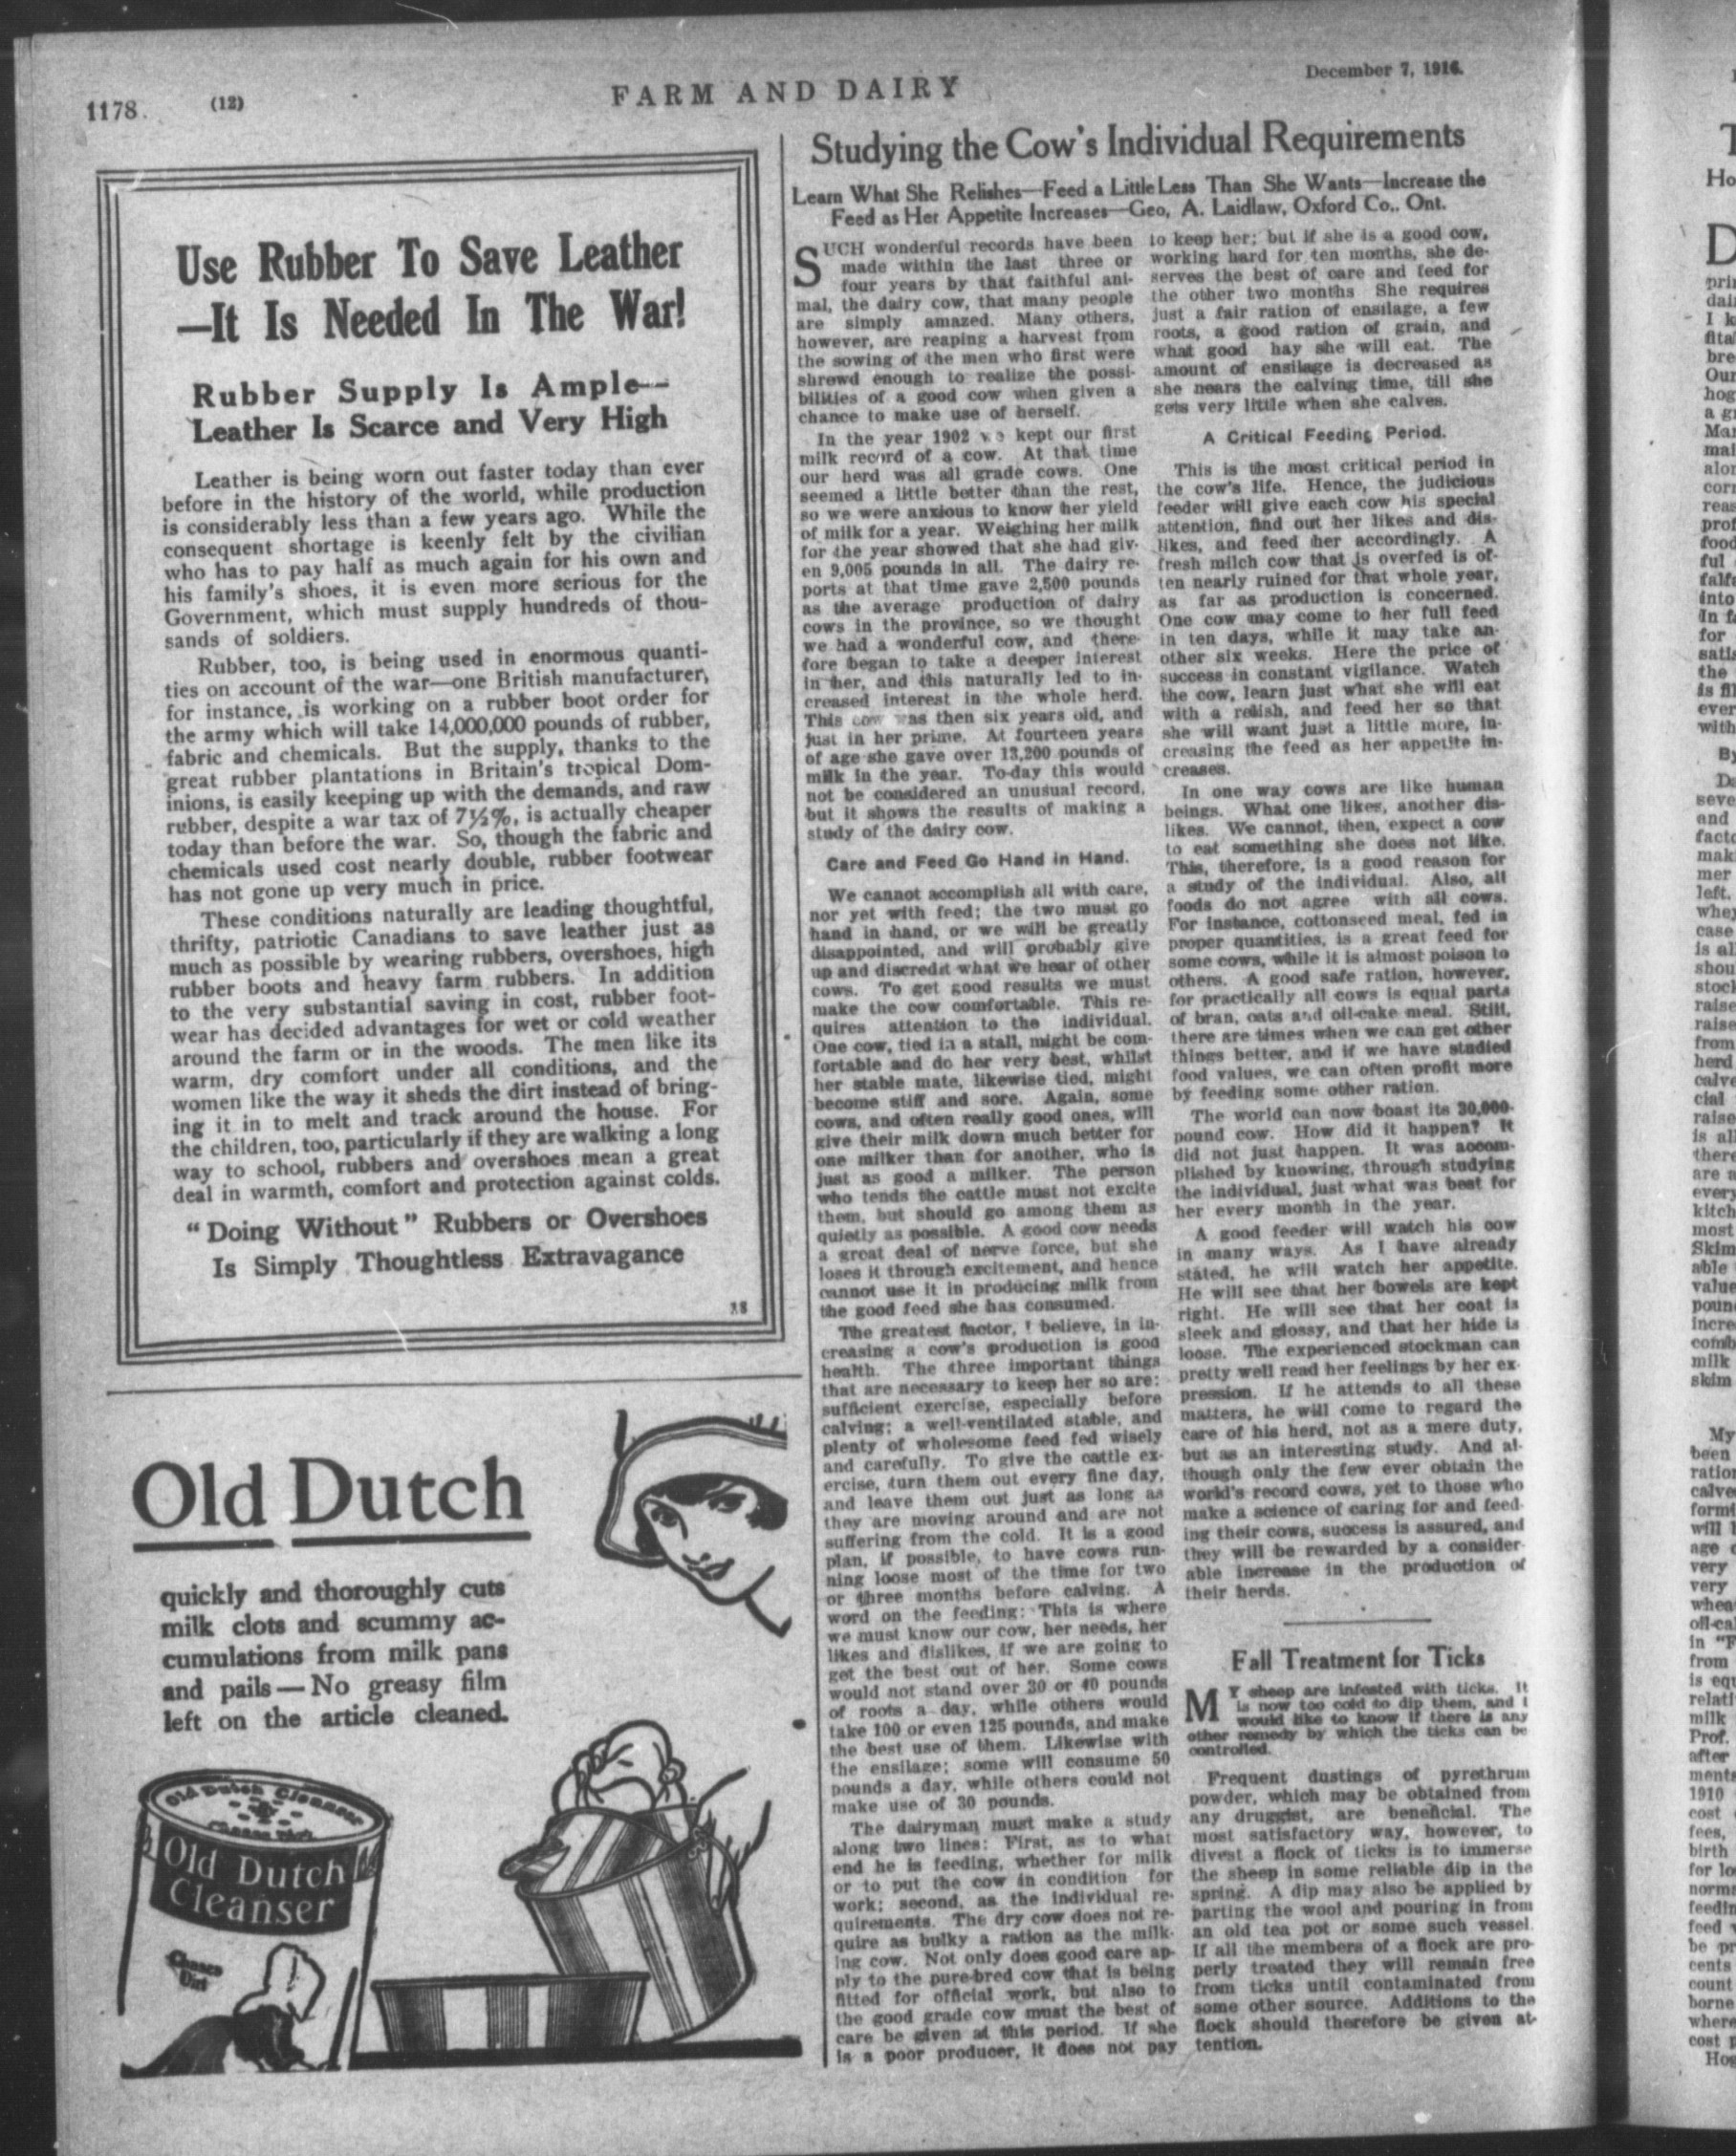 1178 (12) FARM AND DAIRY December 7, 1916.
Use Rubber To Save Leather
—It Is Needed In The War!
Rubber Supply Is Ample—
Leather Is Scarce and Very High
Leather is being worn out faster today than ever
before in the history of the world, while production
is considerably less than a few years ago. While the
consequent shortage is keenly felt by the civilian
who has to pay half as much again for his own and
his family's shoes, it is even more serious for the
Government, which must supply hundreds of thou-
sands of soldiers.
Rubber, too, is being used in enormous quanti-
ties on account of the war—one British manufacturer,
for instance, is working on a rubber boot order for
the army which will take 14,000,000 pounds of rubber,
fabric and chemicals. But the supply, thanks to the
great rubber plantations in Britain's tropical Dom-
inions, is easily keeping up with the demands, and raw
rubber, despite a war tax of 7½%, is actually cheaper
today than before the war. So, though the fabric and
chemicals used cost nearly double, rubber footwear
has not gone up very much in price.
These conditions naturally are leading thoughtful,
thrifty, patriotic Canadians to save leather just as
much as possible by wearing rubbers, overshoes, high
rubber boots and heavy farm rubbers. In addition
to the very substantial saving in cost, rubber foot-
wear has decided advantages for wet or cold weather
around the farm or in the woods. The men like its
warm, dry comfort under all conditions, and the
women like the way it sheds the dirt instead of bring-
ing it in to melt and track around the house. For
the children, too, particularly if they are walking a long
way to school, rubbers and overshoes mean a great
deal in warmth, comfort and protection against colds.
"Doing Without" Rubbers or Overshoes
Is Simply Thoughtless Extravagance
Old Dutch
quickly and thoroughly cuts
milk clots and scummy ac-
cumulations from milk pans
and pails—No greasy film
left on the article cleaned.
Old Dutch Cleanser
Chases Dirt
Old Dutch
Cleanser
Chases
Dirt
Studying the Cow's Individual Requirements
Learn What She Relishes—Feed a Little Less Than She Wants—Increase the
Feed as Her Appetite Increases—Geo, A. Laidlaw, Oxford Co., Ont.
SUCH wonderful records have been
made within the last three or
four years by that faithful ani-
mal, the dairy cow, that many people
are simply amazed. Many others,
however, are reaping a harvest from
the sowing of the men who first were
shrewd enough to realize the possi-
bilities of a good cow when given a
chance to make use of herself.
In the year 1902 we kept our first
milk record of a cow. At that time
our herd was all grade cows. One
seemed a little better than the rest,
so we were anxious to know her yield
of milk for a year. Weighing her milk
for the year showed that she had giv-
en 9,005 pounds in all. The dairy re-
ports at that time gave 2,500 pounds
as the average production of dairy
cows in the province, so we thought
we had a wonderful cow, and there-
fore began to take a deeper interest
in her, and this naturally led to in-
creased interest in the whole herd.
This cow was then six years old, and
just in her prime. At fourteen years
of age she gave over 13,200 pounds of
milk in the year. To-day this would
not be considered an unusual record,
but it shows the results of making a
study of the dairy cow.
Care and Feed Go Hand in Hand.
We cannot accomplish all with care,
nor yet with feed; the two must go
hand in hand, or we will be greatly
disappointed, and will probably give
up and discredit what we hear of other
cows. To get good results we must
make the cow comfortable. This re-
quires attention to the individual.
One cow, tied in a stall, might be com-
fortable and do her very best, whilst
her stable mate, likewise tied, might
become stiff and sore. Again, some
cows, and often really good ones, will
give their milk down much better for
one milker than for another, who is
just as good a milker. The person
who tends the cattle must not excite
them, but should go among them as
quietly as possible. A good cow needs
a great deal of nerve force, but she
loses it through excitement, and hence
cannot use it in producing milk from
the good feed she has consumed.
The greatest factor, I believe, in in-
creasing a cow's production is good
health. The three important things
that are necessary to keep her so are:
sufficient exercise, especially before
calving; a well-ventilated stable, and
plenty of wholesome feed fed wisely
and carefully. To give the cattle ex-
ercise, turn them out every fine day,
and leave them out just as long as
they are moving around and are not
suffering from the cold. It is a good
plan, if possible, to have cows run-
ning loose most of the time for two
or three months before calving. A
word on the feeding: This is where
we must know our cow, her needs, her
likes and dislikes, if we are going to
get the best out of her. Some cows
would not stand over 30 or 40 pounds
of roots a day, while others would
take 100 or even 125 pounds, and make
the best use of them. Likewise with
the ensilage; some will consume 50
pounds a day, while others could not
make use of 30 pounds.
The dairyman must make a study
along two lines: First, as to what
end he is feeding, whether for milk
or to put the cow in condition for
work; second, as the individual re-
quirements. The dry cow does not re-
quire as bulky a ration as the milk-
ing cow. Not only does good care ap-
ply to the pure-bred cow that is being
fitted for official work, but also to
the good grade cow must the best of
care be given at this period. If she
is a poor producer, it does not pay
to keep her; but if she is a good cow,
working hard for ten months, she de-
serves the best of care and feed for
the other two months She requires
just a fair ration of ensilage, a few
roots, a good ration of grain, and
what good hay she will eat. The
amount of ensilage is decreased as
she nears the calving time, till she
gets very little when she calves.
A Critical Feeding Period.
This is the most critical period in
the cow's life. Hence, the judicious
feeder will give each cow his special
attention, find out her likes and dis-
likes, and feed her accordingly. A
fresh milch cow that is overfed is of-
ten nearly ruined for that whole year,
as far as production is concerned.
One cow may come to her full feed
in ten days, while it may take an-
other six weeks. Here the price of
success in constant vigilance. Watch
the cow, learn just what she will eat
with a relish, and feed her so that
she will want just a little more, in-
creasing the feed as her appetite in-
creases.
In one way cows are like human
beings. What one likes, another dis-
likes. We cannot, then, expect a cow
to eat something she does not like.
This, therefore, is a good reason for
a study of the individual. Also, all
foods do not agree with all cows.
For instance, cottonseed meal, fed in
proper quantities, is a great feed for
some cows, while it is almost poison to
others. A good safe ration, however,
for practically all cows is equal parts
of bran, oats and oil-cake meal. Still,
there are times when we can get other
things better, and if we have studied
food values, we can often profit more
by feeding some other ration.
The world can now boast its 30,000-
pound cow. How did it happen? It
did not just happen. It was accom-
plished by knowing, through studying
the individual, just what was best for
her every month in the year.
A good feeder will watch his cow
in many ways. As I have already
stated, he will watch her appetite.
He will see that her bowels are kept
right. He will see that her coat is
sleek and glossy, and that her hide is
loose. The experienced stockman can
pretty well read her feelings by her ex-
pression. If he attends to all these
matters, he will come to regard the
care of his herd, not as a mere duty,
but as an interesting study. And al-
though only the few ever obtain the
world's record cows, yet to those who
make a science of caring for and feed-
ing their cows, success is assured, and
they will be rewarded by a consider-
able increase in the production of
their herds.
Fall Treatment for Ticks
MY sheep are infested with ticks. It
is now too cold to dip them, and I
would like to know if there is any
other remedy by which the ticks can be
controlled.
Frequent dustings of pyrethrum
powder, which may be obtained from
any druggist, are beneficial. The
most satisfactory way, however, to
divest a flock of ticks is to immerse
the sheep in some reliable dip in the
spring. A dip may also be applied by
parting the wool and pouring in from
an old tea pot or some such vessel.
If all the members of a flock are pro-
perly treated they will remain free
from ticks until contaminated from
some other source. Additions to the
flock should therefore be given at-
tention.